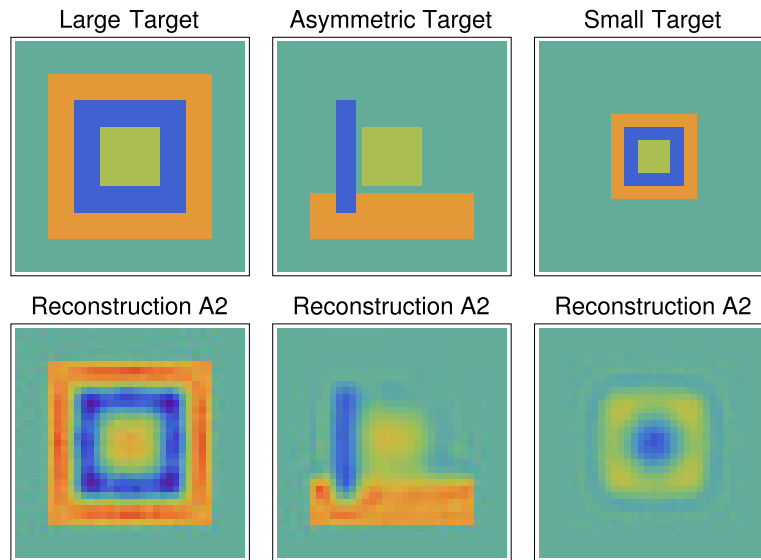 Large Target
Asymmetric Target
Small Target
Reconstruction A2
Reconstruction A2
Reconstruction A2